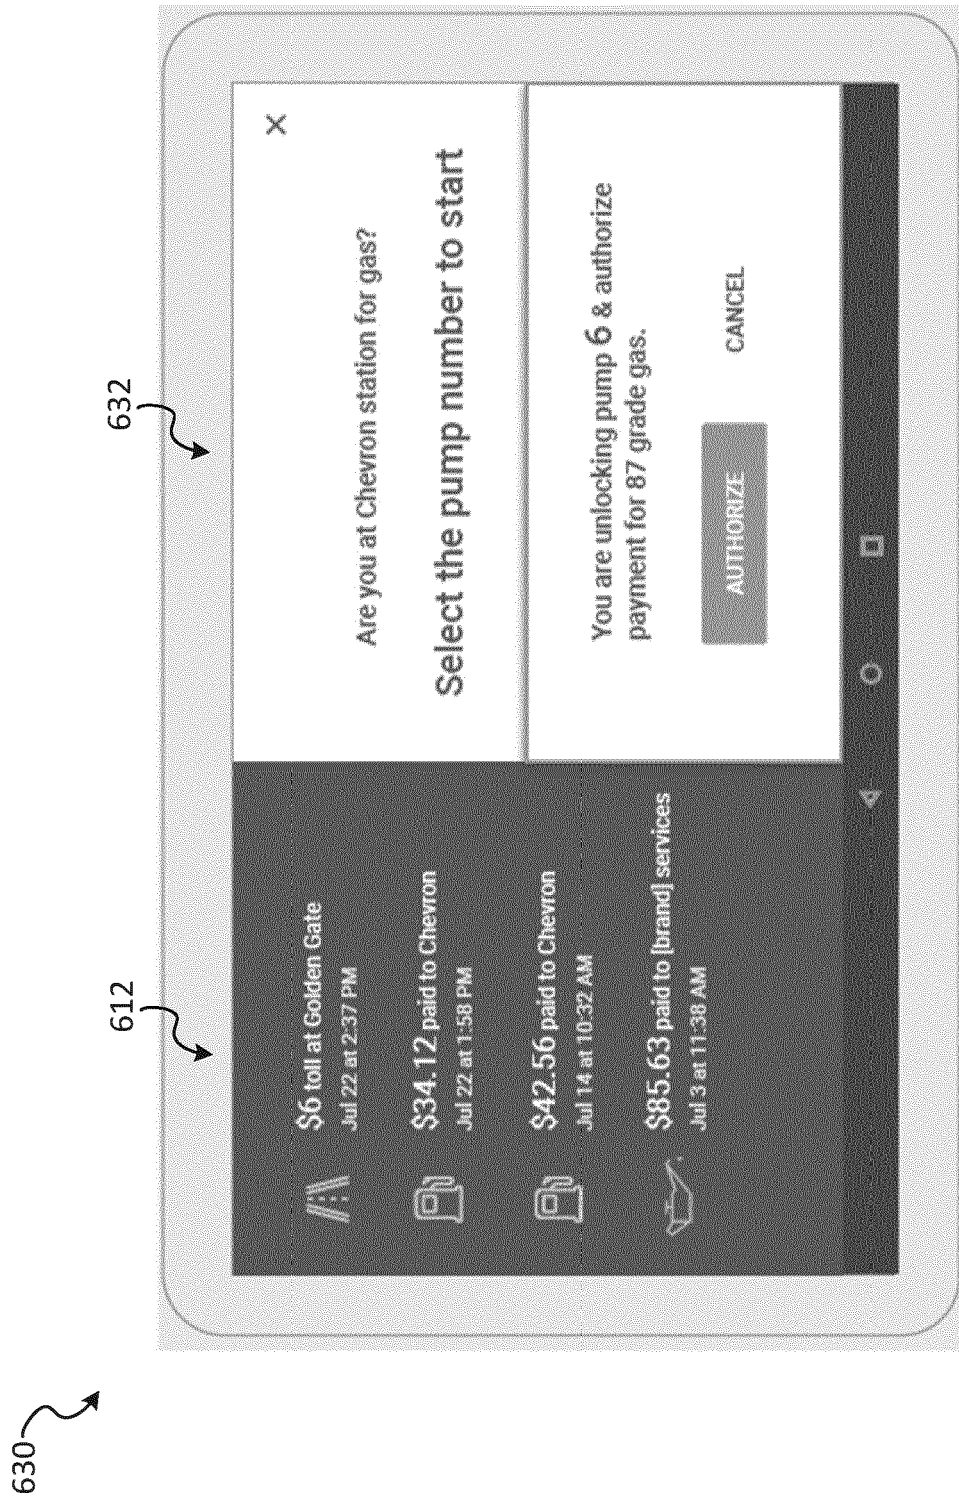 630
612
632
$6 toll at Golden Gate
Jul 22 at 2:37 PM
$34.12 paid to Chevron
Jul 22 at 1:58 PM
$42.56 paid to Chevron
Jul 14 at 10:32 AM
$85.63 paid to [brand] services
Jul 3 at 11:38 AM
×
Are you at Chevron station for gas?
Select the pump number to start
You are unlocking pump 6 & authorize
payment for 87 grade gas.
AUTHORIZE
CANCEL